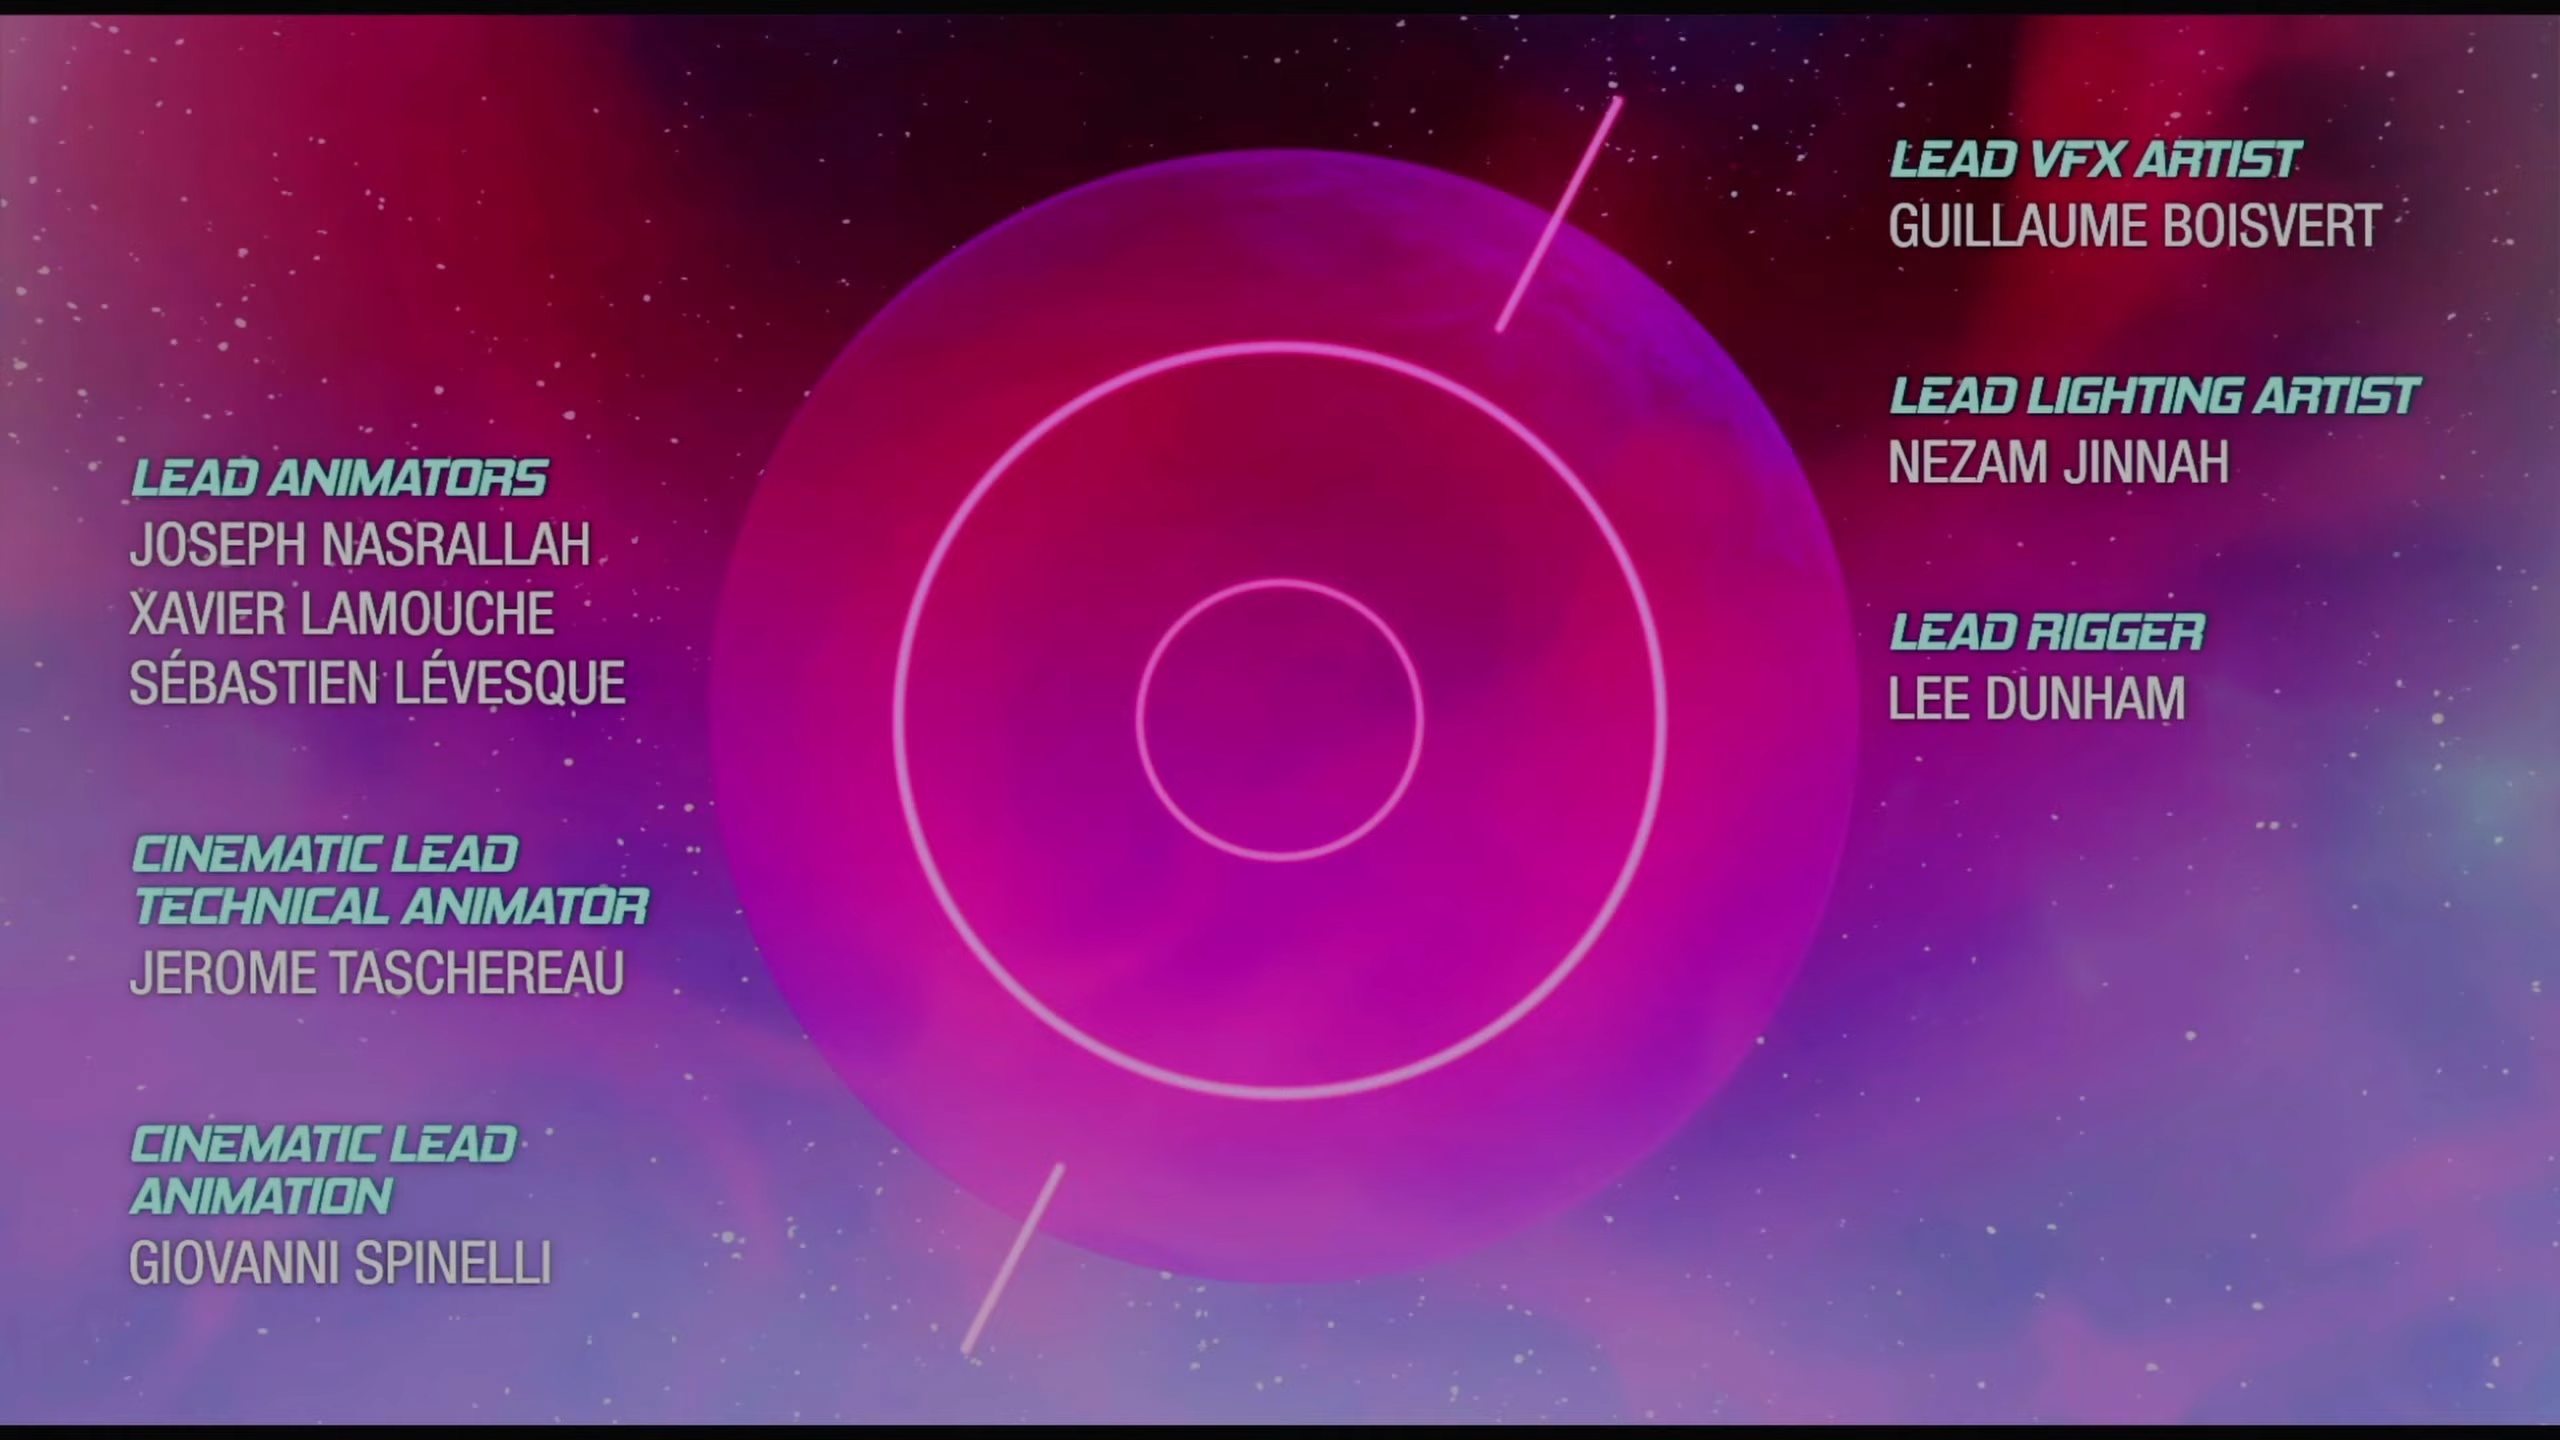 LEAD ANIMATORS
JOSEPH NASRALLAH
XAVIER LAMOUCHE
SÉBASTIEN LÉVESQUE
CINEMATIC LEAD
TECHNICAL ANIMATOR
JEROME TASCHEREAU
CINEMATIC LEAD
ANIMATION
GIOVANNI SPINELLI
LEAD VFX ARTIST
GUILLAUME BOISVERT
LEAD LIGHTING ARTIST
NEZAM JINNAH
LEAD RIGGER
LEE DUNHAM